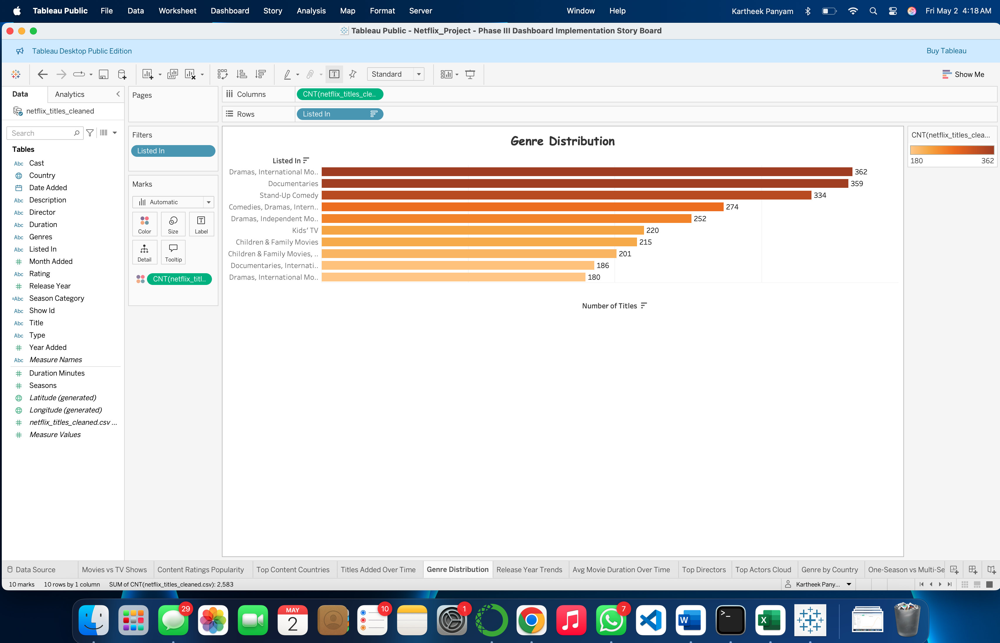 Tableau Public File Data Worksheet Dashboard Story Analysis Map Format Server Window Help Kartheek Panyam Fri May 2 4:18 AM
Tableau Public - Netflix_Project - Phase III Dashboard Implementation Story Board
Tableau Desktop Public Edition Buy Tableau
Standard Show Me
Data Analytics
netflix_titles_cleaned
Search
Tables
Abc Cast
Country
Date Added
Abc Description
Abc Director
Abc Duration
Abc Genres
Abc Listed In
Month Added
Abc Rating
Release Year
=Abc Season Category
Abc Show Id
Abc Title
Abc Type
Year Added
Abc Measure Names
Duration Minutes
Seasons
Latitude (generated)
Longitude (generated)
netflix_titles_cleaned.csv ...
Measure Values
Pages
Filters
Listed In
Marks
Automatic
Color Size Label
Detail Tooltip
CNT(netflix_titl..
Columns CNT(netflix_titles_cle..
Rows Listed In
Genre Distribution
Listed In
Dramas, International Mo.. 362
Documentaries 359
Stand-Up Comedy 334
Comedies, Dramas, Intern.. 274
Dramas, Independent Mo.. 252
Kids' TV 220
Children & Family Movies 215
Children & Family Movies, .. 201
Documentaries, Internati.. 186
Dramas, International Mo.. 180
Number of Titles
CNT(netflix_titles_clea...
180 362
Data Source Movies vs TV Shows Content Ratings Popularity Top Content Countries Titles Added Over Time Genre Distribution Release Year Trends Avg Movie Duration Over Time Top Directors Top Actors Cloud Genre by Country One-Season vs Multi-Se
10 marks 10 rows by 1 column SUM of CNT(netflix_titles_cleaned.csv): 2,583 Kartheek Pany...
29 MAY 2 10 1 7 W >_ X